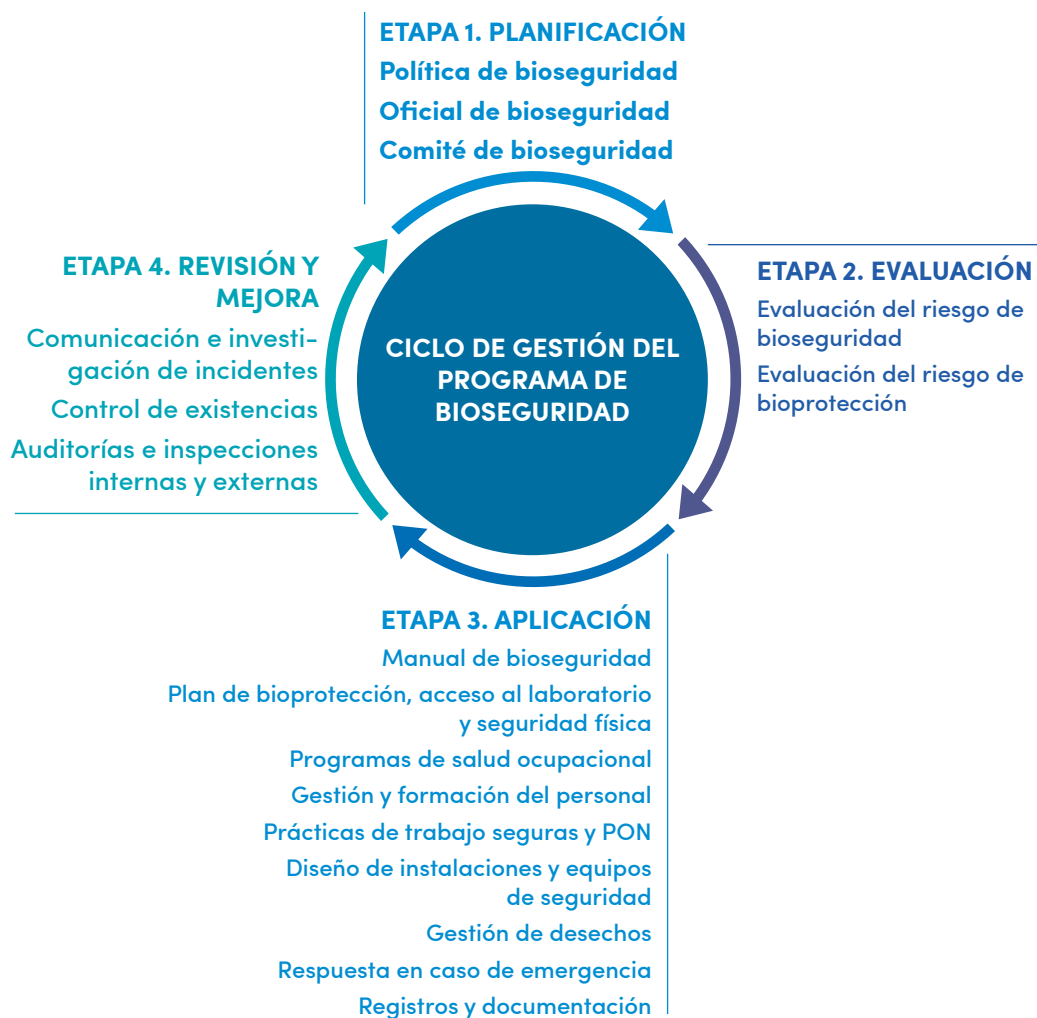 ETAPA 1. PLANIFICACIÓN
Política de bioseguridad
Oficial de bioseguridad
Comité de bioseguridad
CICLO DE GESTIÓN DEL
PROGRAMA DE
BIOSEGURIDAD
ETAPA 2. EVALUACIÓN
Evaluación del riesgo de
bioseguridad
Evaluación del riesgo de
bioprotección
ETAPA 3. APLICACIÓN
Manual de bioseguridad
Plan de bioprotección, acceso al laboratorio
y seguridad física
Programas de salud ocupacional
Gestión y formación del personal
Prácticas de trabajo seguras y PON
Diseño de instalaciones y equipos
de seguridad
Gestión de desechos
Respuesta en caso de emergencia
Registros y documentación
ETAPA 4. REVISIÓN Y
MEJORA
Comunicación e investi-
gación de incidentes
Control de existencias
Auditorías e inspecciones
internas y externas